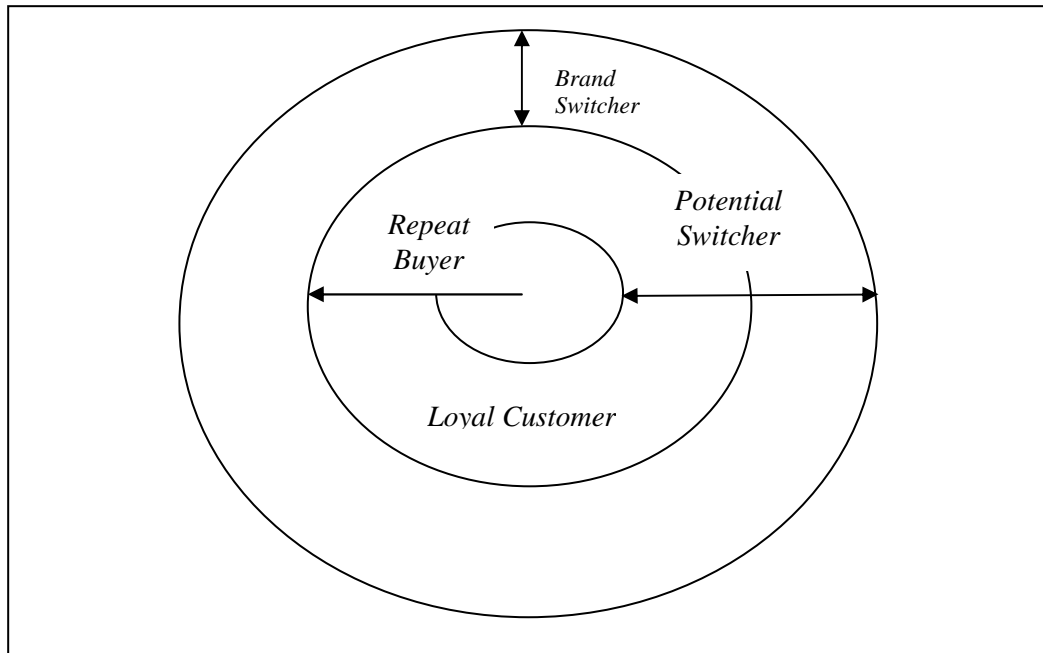 Brand
Switcher
Potential
Switcher
Repeat
Buyer
Loyal Customer